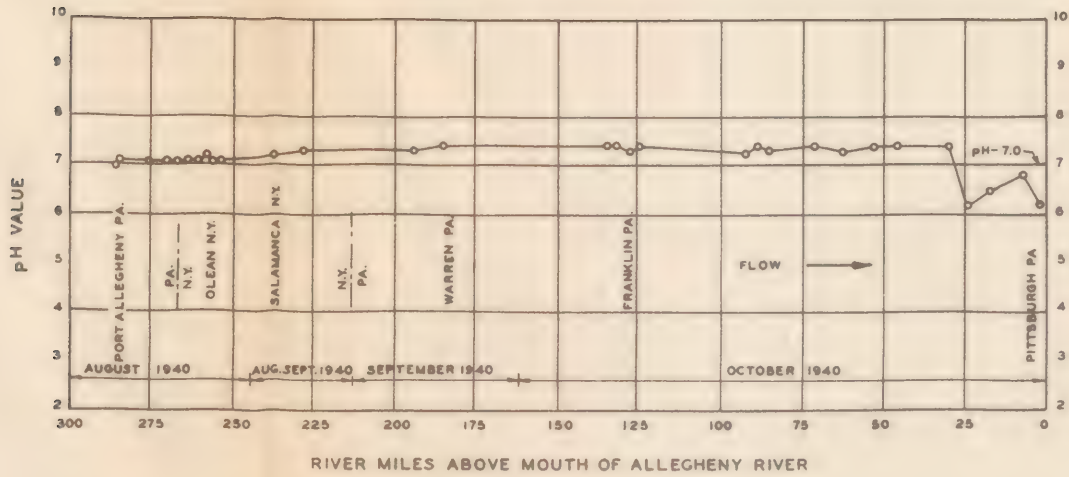 10
9
8
7
6
5
4
3
2
pH VALUE
10
9
8
7
6
5
4
3
2
pH-7.0
PORT ALLEGHENY PA.
PA.
N.Y.
OLEAN N.Y.
SALAMANCA N.Y.
N.Y.
PA.
WARREN PA.
FRANKLIN PA.
FLOW
PITTSBURGH PA
AUGUST 1940
AUG. SEPT. 1940
SEPTEMBER 1940
OCTOBER 1940
300 275 250 225 200 175 150 125 100 75 50 25 0
RIVER MILES ABOVE MOUTH OF ALLEGHENY RIVER